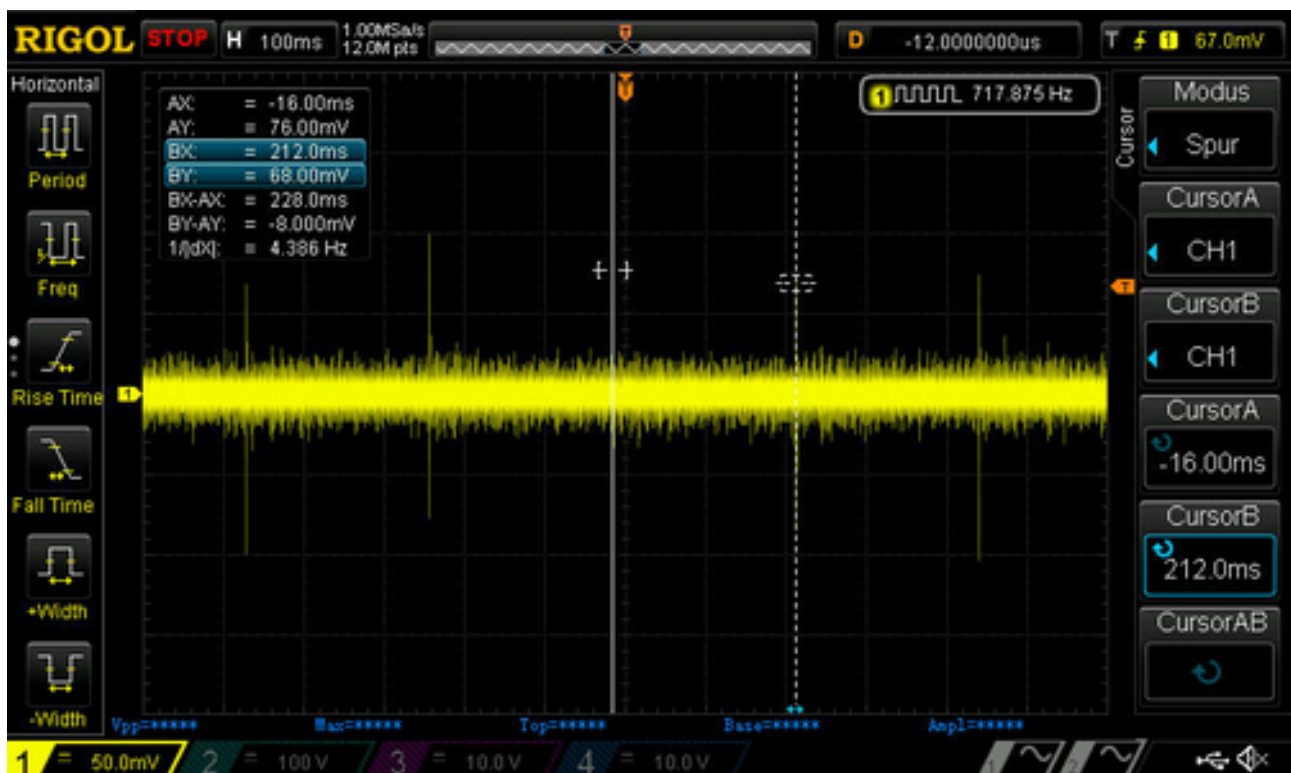 RIGOL STOP H 100ms 1.00MSa/s 12.0M pts D -12.0000000us T 1 67.0mV
Horizontal
Period
Freq
Rise Time
Fall Time
+Width
-Width
AX: = -16.00ms
AY: = 76.00mV
BX: = 212.0ms
BY: = 68.00mV
BX-AX: = 228.0ms
BY-AY: = -8.000mV
1/|dX|: = 4.386 Hz
T
1 717.875 Hz
T
1
Cursor
Modus
Spur
CursorA
CH1
CursorB
CH1
CursorA
-16.00ms
CursorB
212.0ms
CursorAB
Vpp=***** Max=***** Top=***** Base=***** Ampl=*****
1 = 50.0mV 2 = 100 V 3 = 10.0 V 4 = 10.0 V